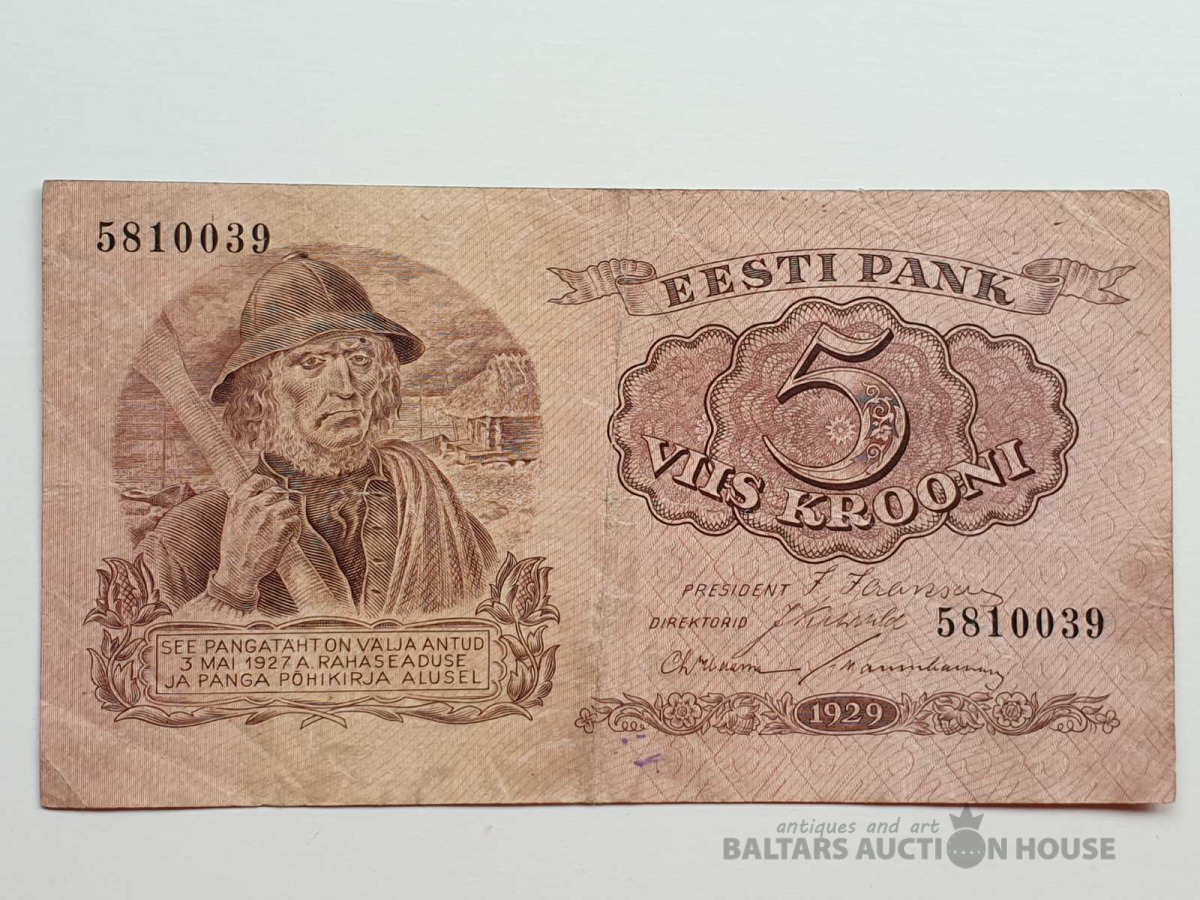 5810039
EESTI PANK
5
VIIS KROONI
SEE PANGATÄHT ON VÄLJA ANTUD
3 MAI 1927 A. RAHASEADUSE
JA PANGA PÕHIKIRJA ALUSEL
PRESIDENT
DIREKTORID
5810039
1929
antiques and art
BALTARS AUCTION HOUSE